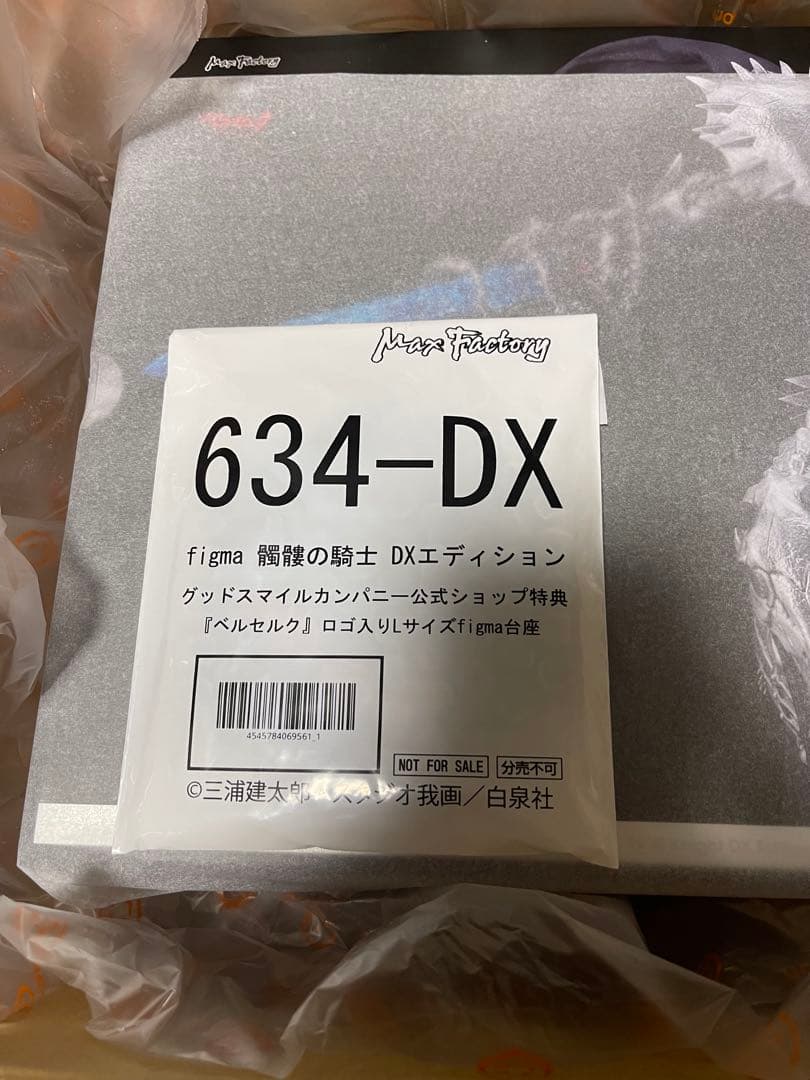 Max Factory
Max Factory
634-DX
figma 髑髏の騎士 DXエディション
グッドスマイルカンパニー公式ショップ特典
『ベルセルク』ロゴ入りLサイズfigma台座
4545784069561_1
NOT FOR SALE 分売不可
©三浦建太郎・スタジオ我画／白泉社